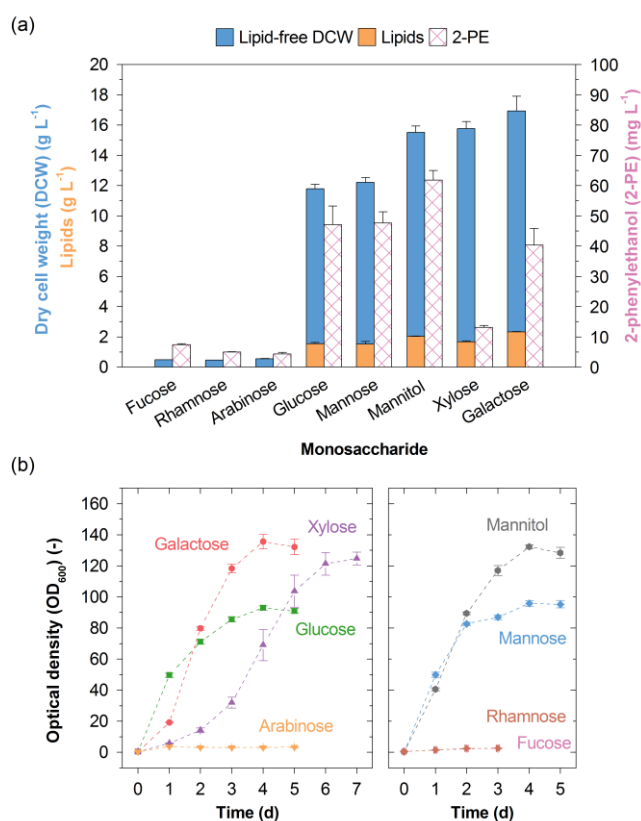 (a)
Lipid-free DCW Lipids 2-PE
Dry cell weight (DCW) (g L⁻¹)
Lipids (g L⁻¹)
20
18
16
14
12
10
8
6
4
2
0
100
90
80
70
60
50
40
30
20
10
0
2-phenylethanol (2-PE) (mg L⁻¹)
Fucose
Rhamnose
Arabinose
Glucose
Mannose
Mannitol
Xylose
Galactose
Monosaccharide
(b)
Optical density (OD₆₀₀) (-)
160
140
120
100
80
60
40
20
0
Galactose
Xylose
Glucose
Arabinose
0 1 2 3 4 5 6 7
Time (d)
Mannitol
Mannose
Rhamnose
Fucose
0 1 2 3 4 5
Time (d)